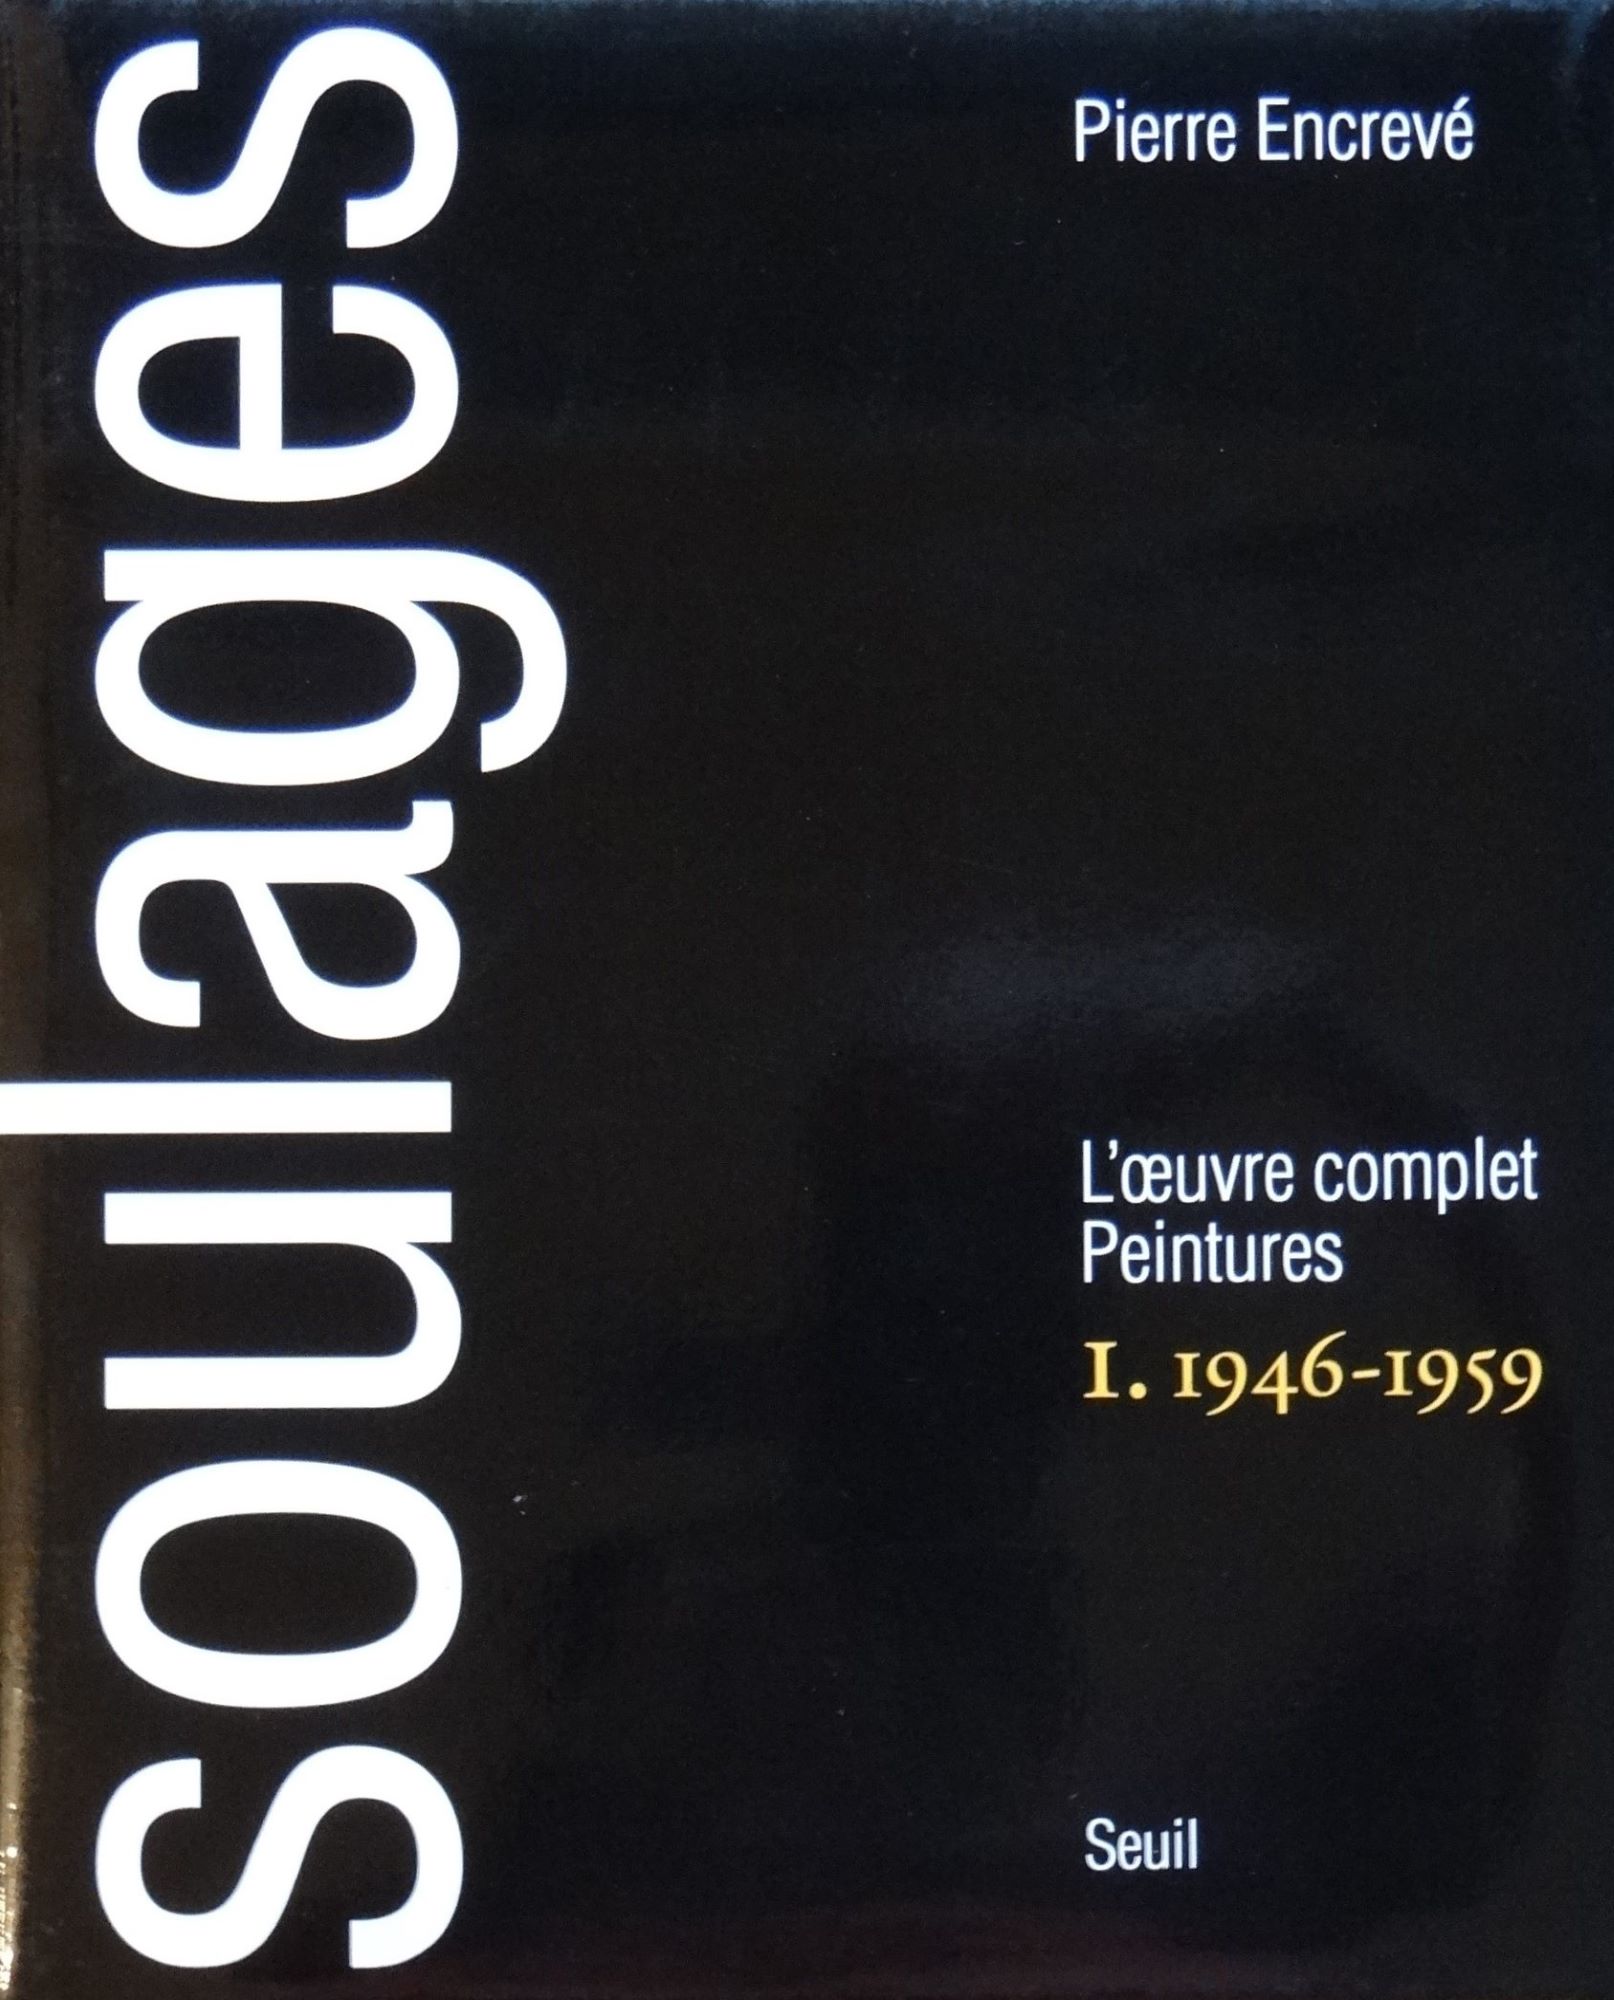 soulages
Pierre Encrevé
L'œuvre complet
Peintures
I. 1946-1959
Seuil